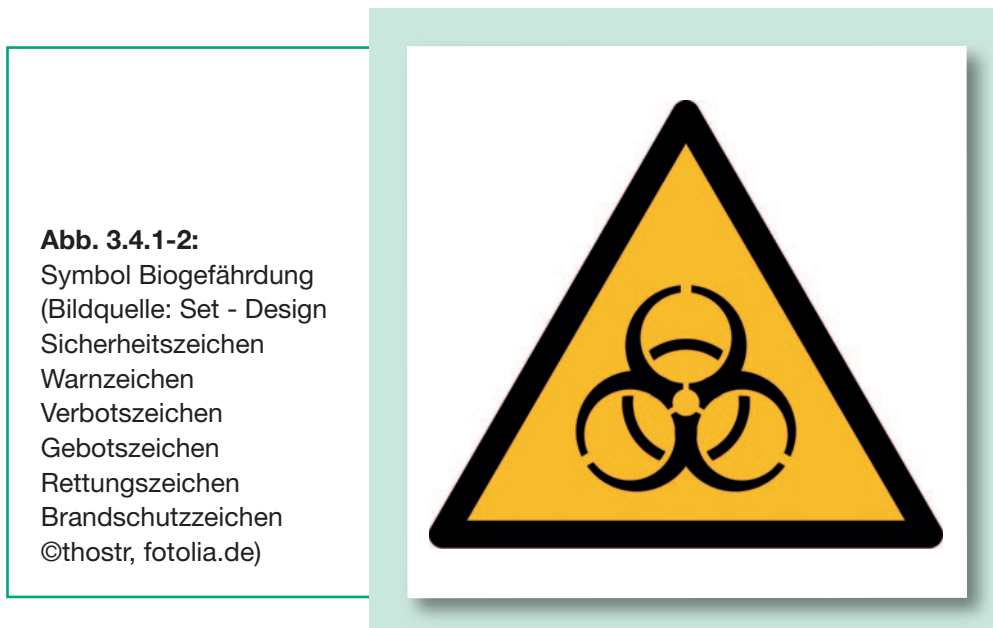 Abb. 3.4.1-2:
Symbol Biogefährdung
(Bildquelle: Set - Design
Sicherheitszeichen
Warnzeichen
Verbotszeichen
Gebotszeichen
Rettungszeichen
Brandschutzzeichen
©thostr, fotolia.de)